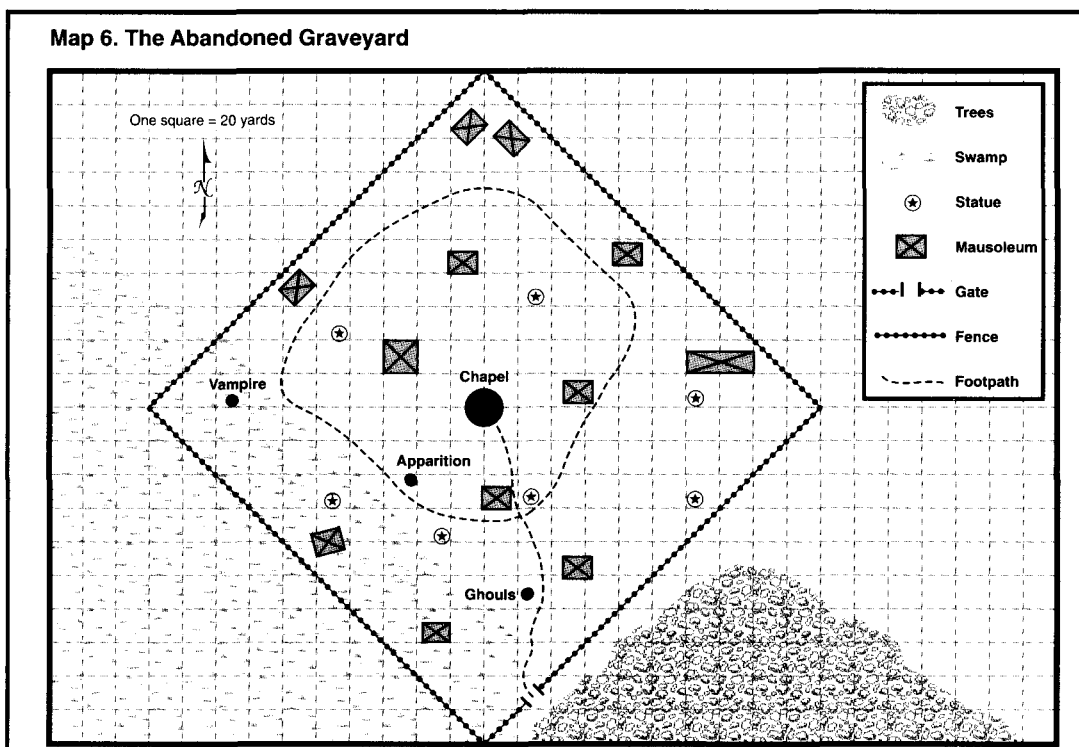 Map 6. The Abandoned Graveyard
One square = 20 yards
N
Trees
Swamp
Statue
Mausoleum
Gate
Fence
Footpath
Vampire
Chapel
Apparition
Ghouls